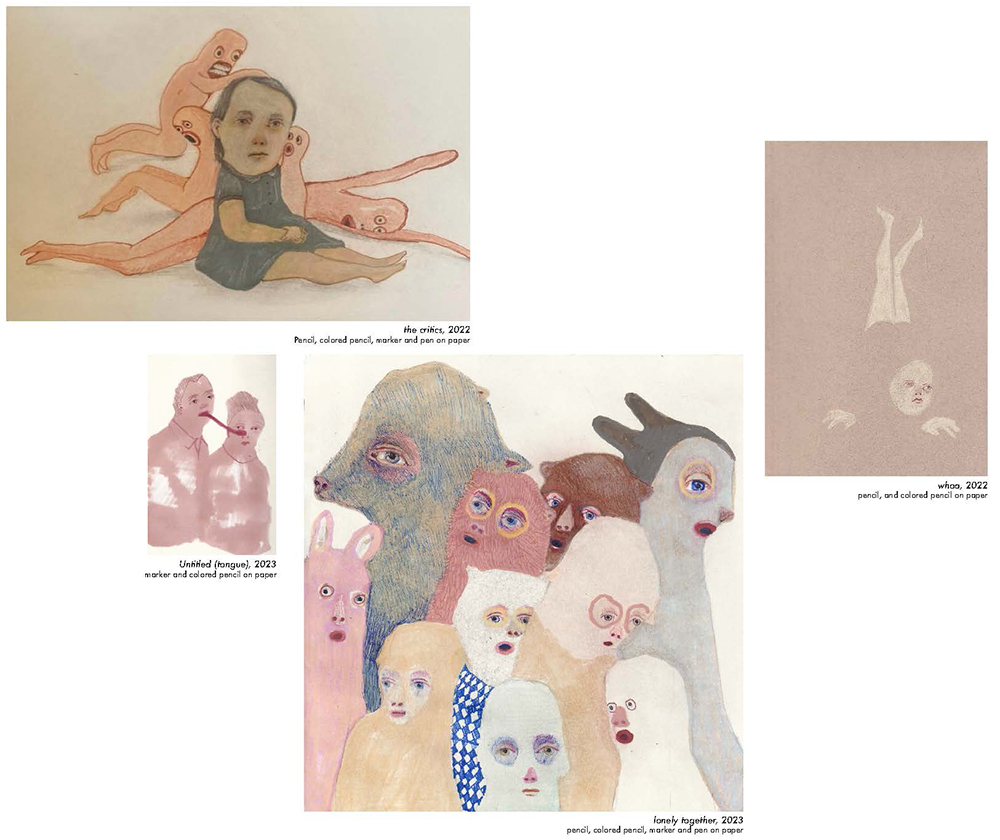 the critics, 2022
Pencil, colored pencil, marker and pen on paper
whoa, 2022
pencil, and colored pencil on paper
Untitled (tongue), 2023
marker and colored pencil on paper
lonely together, 2023
pencil, colored pencil, marker and pen on paper